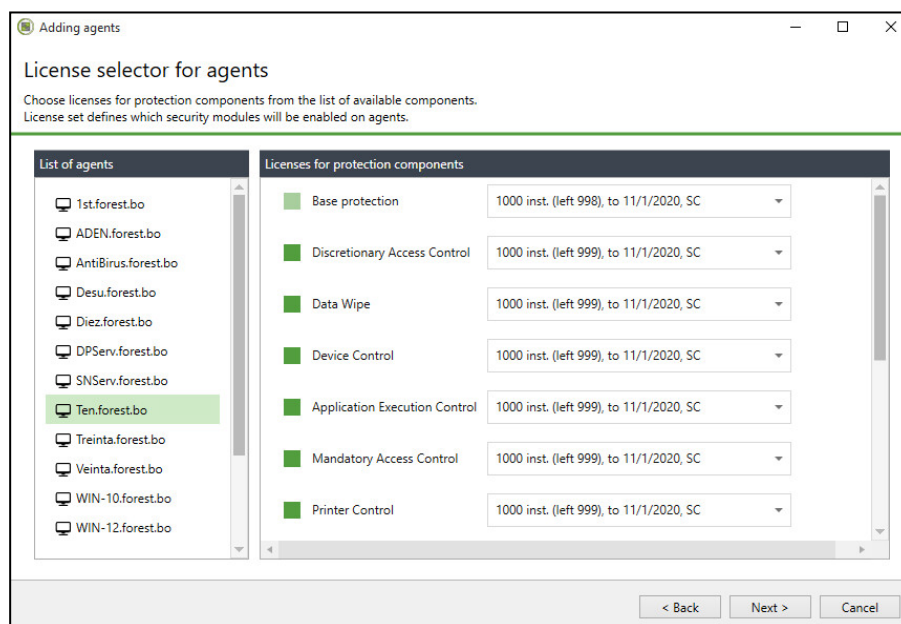 Adding agents
License selector for agents
Choose licenses for protection components from the list of available components.
License set defines which security modules will be enabled on agents.
List of agents
1st.forest.bo
ADEN.forest.bo
AntiBirus.forest.bo
Desu.forest.bo
Diez.forest.bo
DPServ.forest.bo
SNServ.forest.bo
Ten.forest.bo
Treinta.forest.bo
Veinta.forest.bo
WIN-10.forest.bo
WIN-12.forest.bo
Licenses for protection components
Base protection 1000 inst. (left 998), to 11/1/2020, SC
Discretionary Access Control 1000 inst. (left 999), to 11/1/2020, SC
Data Wipe 1000 inst. (left 999), to 11/1/2020, SC
Device Control 1000 inst. (left 999), to 11/1/2020, SC
Application Execution Control 1000 inst. (left 999), to 11/1/2020, SC
Mandatory Access Control 1000 inst. (left 999), to 11/1/2020, SC
Printer Control 1000 inst. (left 999), to 11/1/2020, SC
< Back Next > Cancel